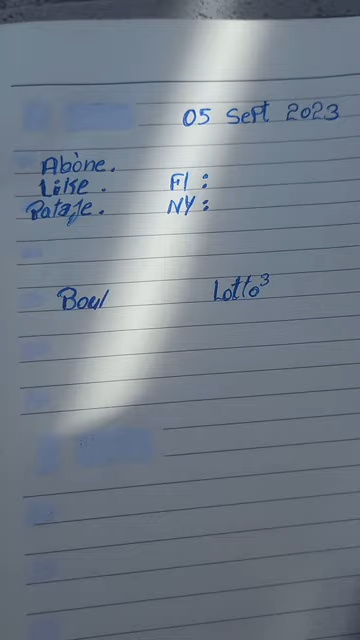 05 Sept 2023
Abòne.
Like. Fl :
Pataje. NY :
Boul Lotto3